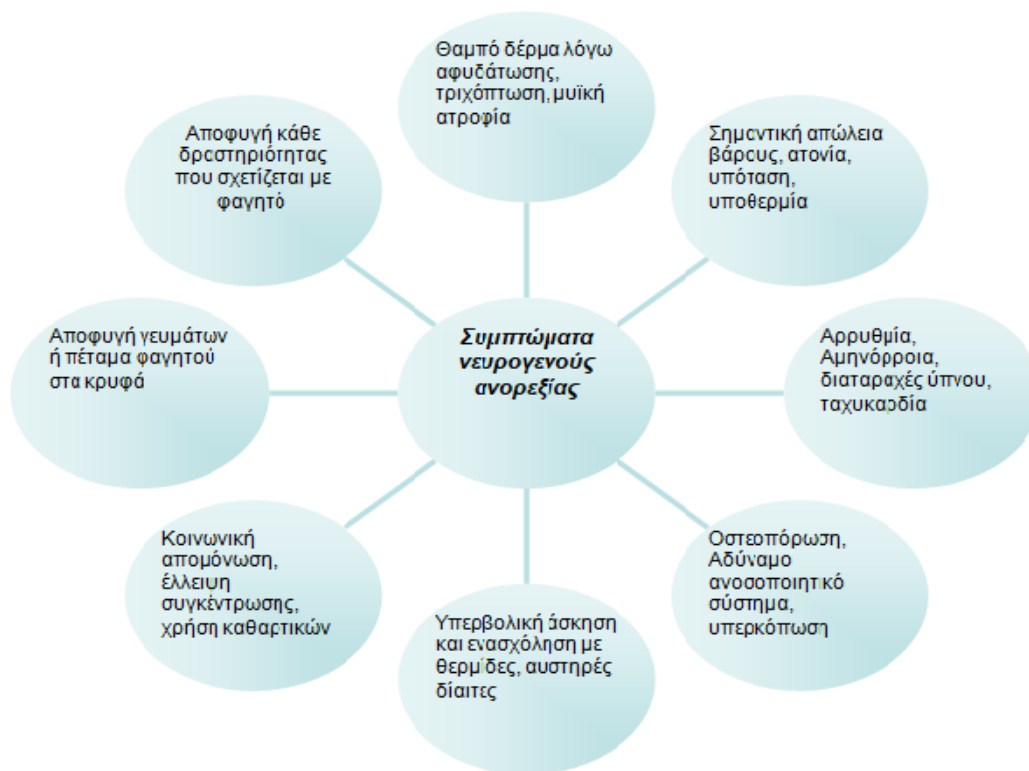 Θαμπό δέρμα λόγω
αφυδάτωσης,
τριχόπτωση, μυϊκή
ατροφία
Σημαντική απώλεια
βάρους, ατονία,
υπόταση,
υποθερμία
Αρρυθμία,
Αμηνόρροια,
διαταραχές ύπνου,
ταχυκαρδία
Οστεοπόρωση,
Αδύναμο
ανοσοποιητικό
σύστημα,
υπερκόπωση
Υπερβολική άσκηση
και ενασχόληση με
θερμίδες, αυστηρές
δίαιτες
Κοινωνική
απομόνωση,
έλλειψη
συγκέντρωσης,
χρήση καθαρτικών
Αποφυγή γευμάτων
ή πέταμα φαγητού
στα κρυφά
Αποφυγή κάθε
δραστηριότητας
που σχετίζεται με
φαγητό
Συμπτώματα
νευρογενούς
ανορεξίας